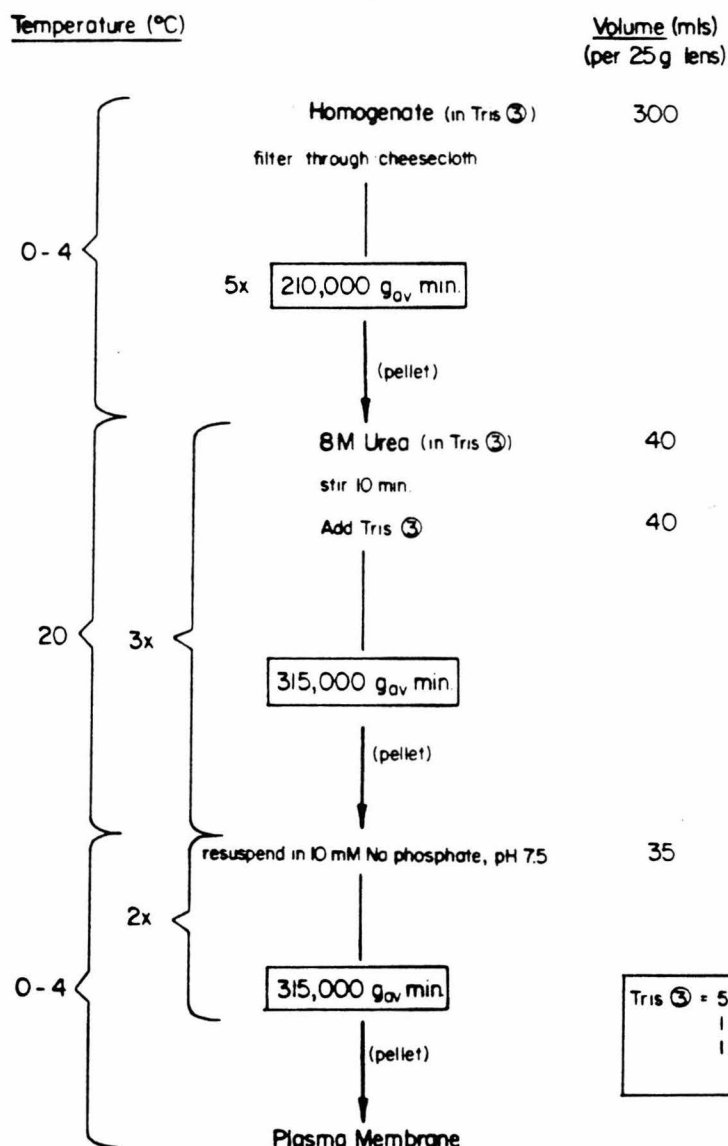 Temperature (°C)
Volume (mls)
(per 25g lens)
Homogenate (in Tris ③)
300
filter through cheesecloth
0-4
5x
210,000 gav min.
(pellet)
8M Urea (in Tris ③)
40
stir 10 min.
Add Tris ③
40
20
3x
315,000 gav min.
(pellet)
resuspend in 10 mM Na phosphate, pH 7.5
35
2x
0-4
315,000 gav min
Tris ③ = 5
1
1
(pellet)
Plasma Membrane